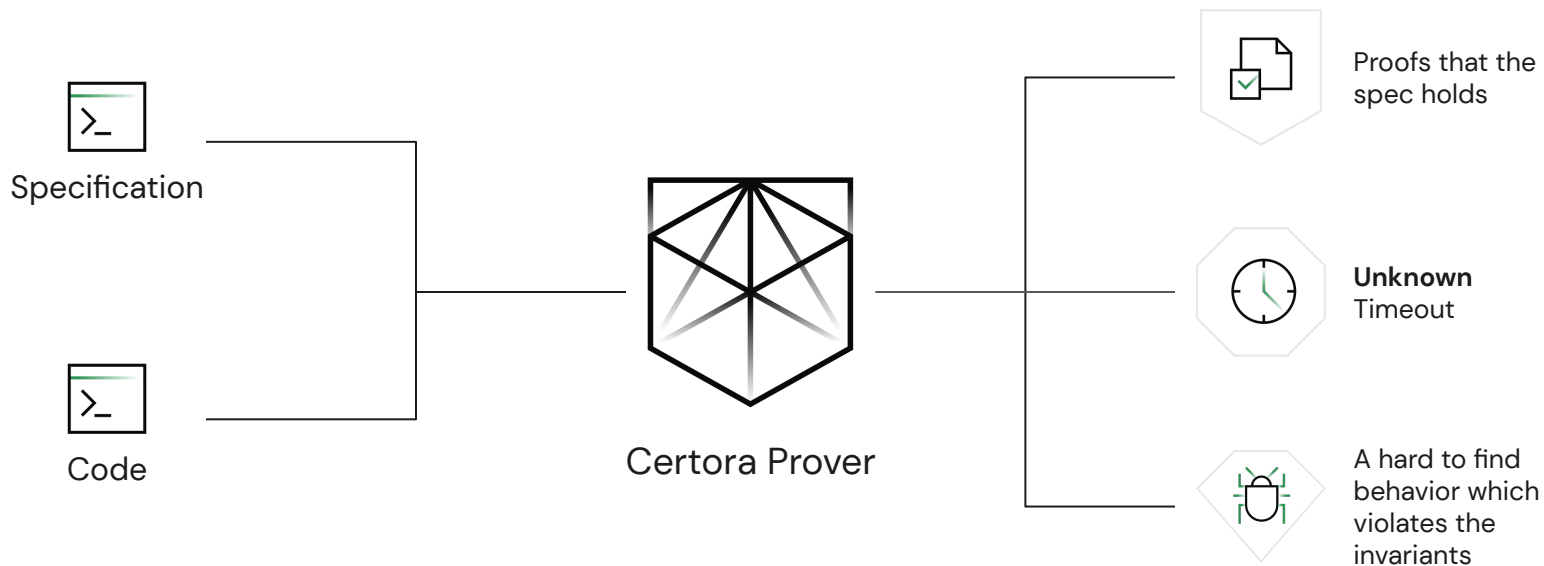 Specification
Code
Certora Prover
Proofs that the
spec holds
Unknown
Timeout
A hard to find
behavior which
violates the
invariants